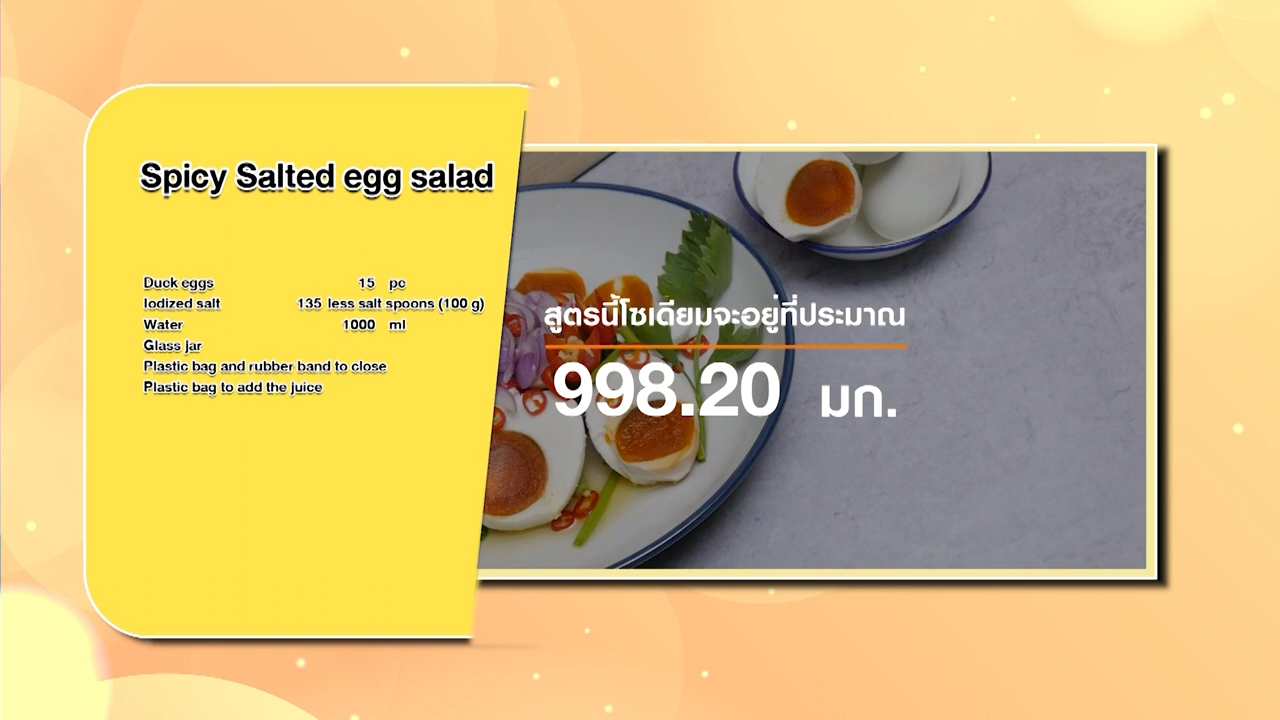 Spicy Salted egg salad
Duck eggs 15 pc
Iodized salt 135 less salt spoons (100 g)
Water 1000 ml
Glass jar
Plastic bag and rubber band to close
Plastic bag to add the juice
สูตรนี้โซเดียมจะอยู่ที่ประมาณ
998.20 มก.